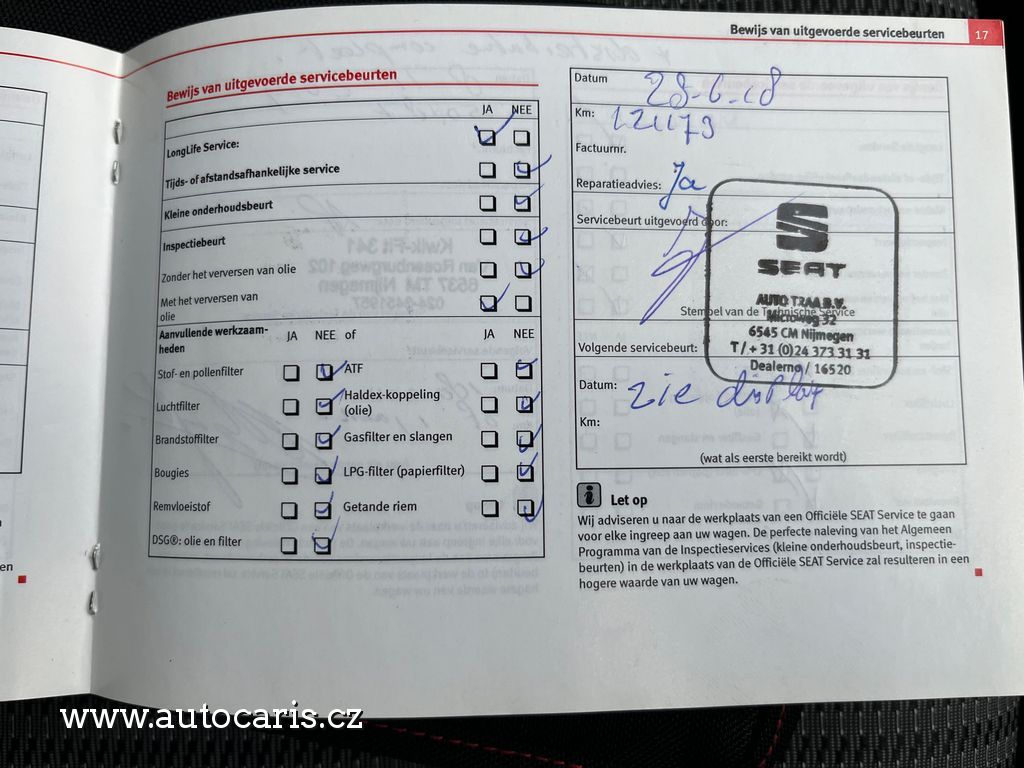 Bewijs van uitgevoerde servicebeurten 17
Bewijs van uitgevoerde servicebeurten
JA NEE
LongLife Service:
Tijds- of afstandsafhankelijke service
Kleine onderhoudsbeurt
Inspectiebeurt
Zonder het verversen van olie
Met het verversen van
olie
Aanvullende werkzaam-
heden
JA NEE of JA NEE
Stof- en pollenfilter ATF
Luchtfilter Haldex-koppeling
(olie)
Brandstoffilter Gasfilter en slangen
Bougies LPG-filter (papierfilter)
Remvloeistof Getande riem
DSG®: olie en filter
Datum 28-6-18
Km: 121179
Factuurnr.
Reparatieadvies: Ja
Servicebeurt uitgevoerd door:
SEAT
AUTO TRAA B.V.
Microweg 32
6545 CM Nijmegen
T / + 31 (0)24 373 31 31
Dealerno / 16520
Stempel van de Technische Service
Volgende servicebeurt:
Datum: zie display
Km:
(wat als eerste bereikt wordt)
Let op
Wij adviseren u naar de werkplaats van een Officiële SEAT Service te gaan
voor elke ingreep aan uw wagen. De perfecte naleving van het Algemeen
Programma van de Inspectieservices (kleine onderhoudsbeurt, inspectie-
beurten) in de werkplaats van de Officiële SEAT Service zal resulteren in een
hogere waarde van uw wagen.
en
www.autocaris.cz